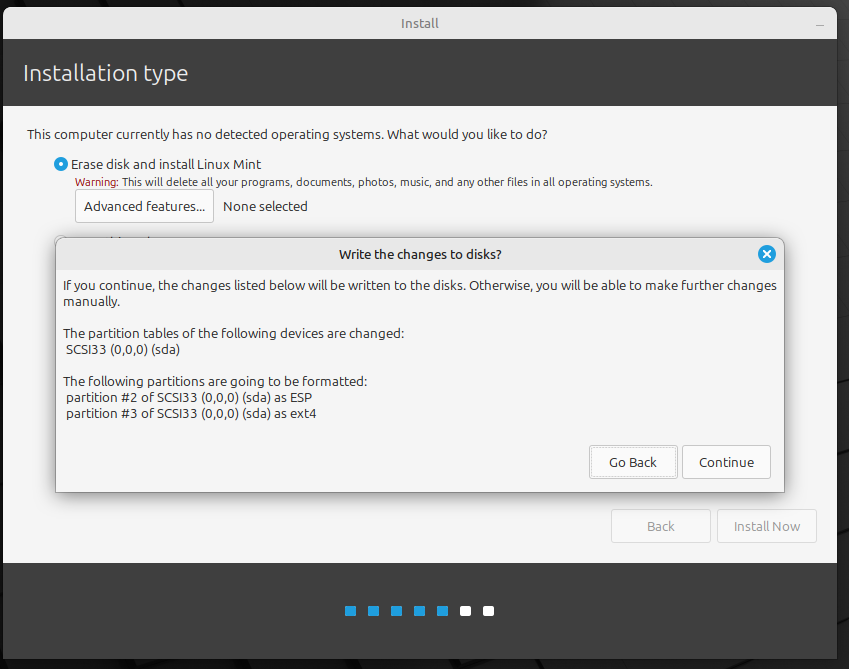 Install
Installation type
This computer currently has no detected operating systems. What would you like to do?
Erase disk and install Linux Mint
Warning: This will delete all your programs, documents, photos, music, and any other files in all operating systems.
Advanced features... None selected
Write the changes to disks?
If you continue, the changes listed below will be written to the disks. Otherwise, you will be able to make further changes
manually.
The partition tables of the following devices are changed:
SCSI33 (0,0,0) (sda)
The following partitions are going to be formatted:
partition #2 of SCSI33 (0,0,0) (sda) as ESP
partition #3 of SCSI33 (0,0,0) (sda) as ext4
Go Back Continue
Back Install Now